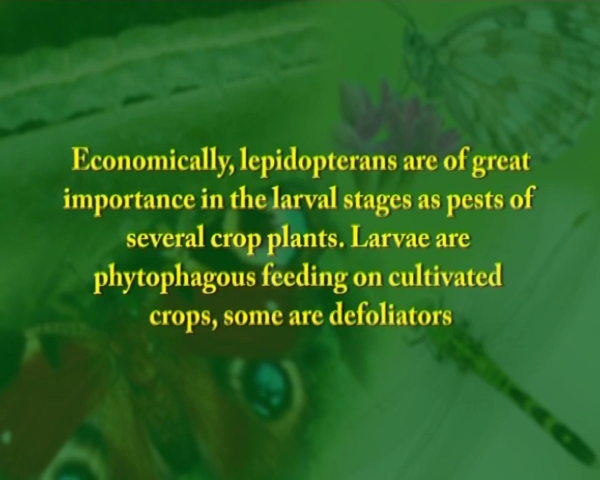 Economically, lepidopterans are of great
importance in the larval stages as pests of
several crop plants. Larvae are
phytophagous feeding on cultivated
crops, some are defoliators